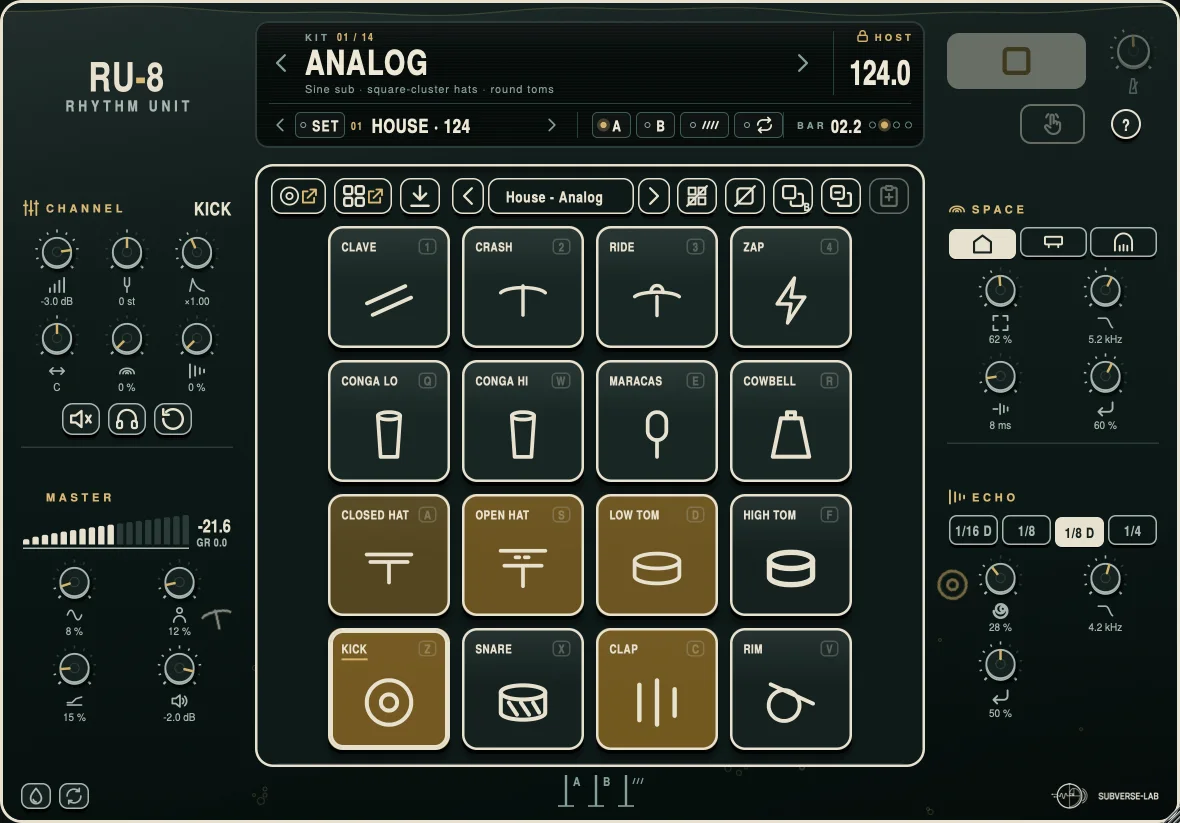 KIT 01 / 14
HOST
RU-8
RHYTHM UNIT
ANALOG
124.0
Sine sub · square-cluster hats · round toms
SET 01 HOUSE · 124
A
B
////
BAR 02.2
?
CHANNEL KICK
House - Analog
B
SPACE
-3.0 dB 0 st ×1.00
C 0 % 0 %
CLAVE 1
CRASH 2
RIDE 3
ZAP 4
CONGA LO Q
CONGA HI W
MARACAS E
COWBELL R
CLOSED HAT A
OPEN HAT S
LOW TOM D
HIGH TOM F
KICK Z
SNARE X
CLAP C
RIM V
62 % 5.2 kHz
8 ms 60 %
MASTER
-21.6
GR 0.0
8 % 12 %
15 % -2.0 dB
ECHO
1/16 D 1/8 1/8 D 1/4
28 % 4.2 kHz
50 %
A B ///
SUBVERSE-LAB